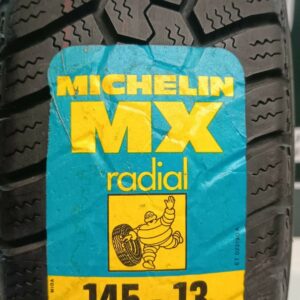 MICHELIN
MX
radial
145 - 13